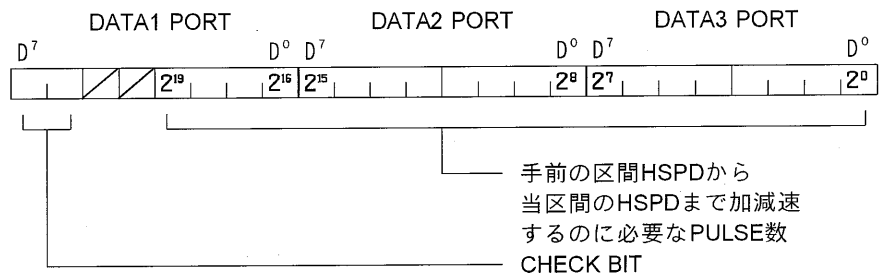 DATA1 PORT DATA2 PORT DATA3 PORT
D⁷ D⁰ D⁷ D⁰ D⁷ D⁰
2¹⁹ 2¹⁶ 2¹⁵ 2⁸ 2⁷ 2⁰
手前の区間HSPDから
当区間のHSPDまで加減速
するのに必要なPULSE数
CHECK BIT